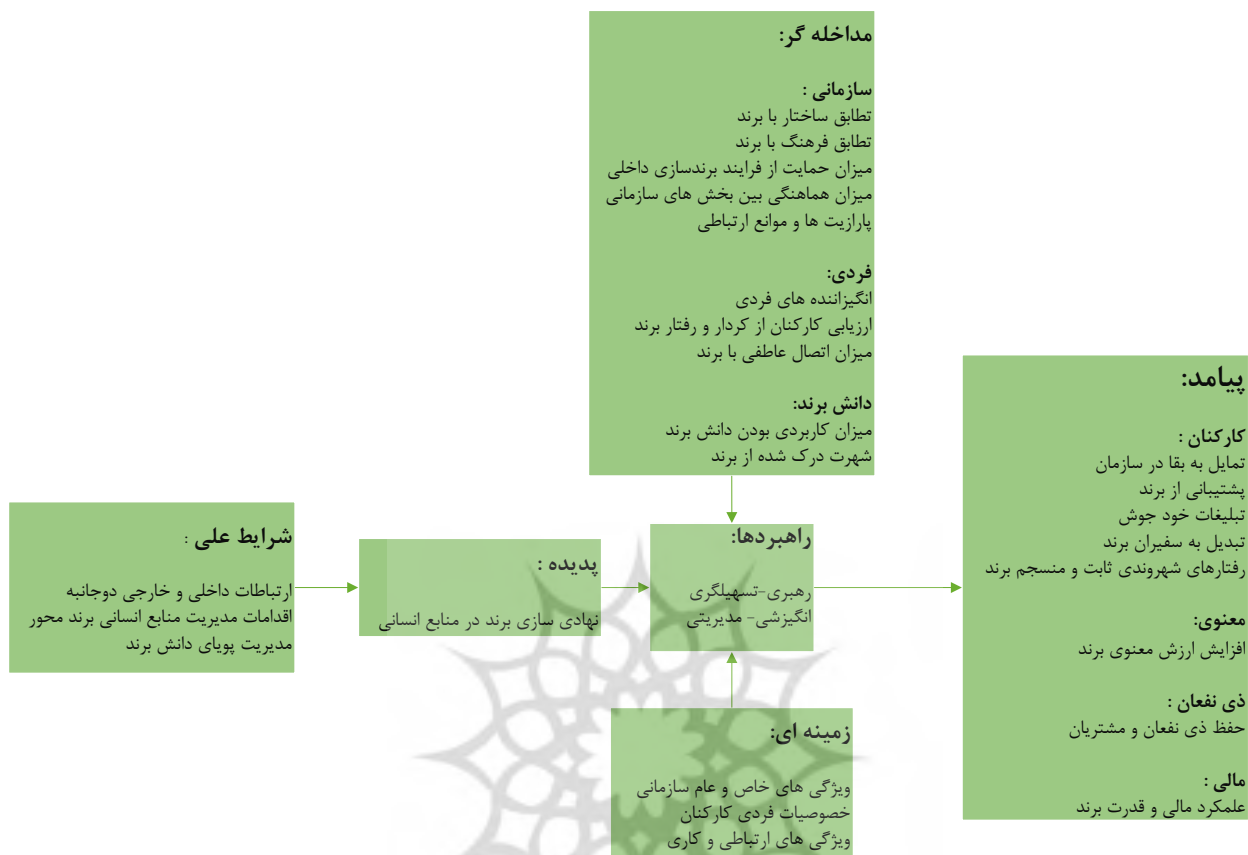 مداخله گر:
سازمانی :
تطابق ساختار با برند
تطابق فرهنگ با برند
میزان حمایت از فرایند برندسازی داخلی
میزان هماهنگی بین بخش های سازمانی
پارازیت ها و موانع ارتباطی
فردی:
انگیزاننده های فردی
ارزیابی کارکنان از کردار و رفتار برند
میزان اتصال عاطفی با برند
دانش برند:
میزان کاربردی بودن دانش برند
شهرت درک شده از برند
شرایط علی :
ارتباطات داخلی و خارجی دوجانبه
اقدامات مدیریت منابع انسانی برند محور
مدیریت پویای دانش برند
پدیده :
نهادی سازی برند در منابع انسانی
راهبردها:
رهبری-تسهیلگری
انگیزشی- مدیریتی
زمینه ای:
ویژگی های خاص و عام سازمانی
خصوصیات فردی کارکنان
ویژگی های ارتباطی و کاری
پیامد:
کارکنان :
تمایل به بقا در سازمان
پشتیبانی از برند
تبلیغات خود جوش
تبدیل به سفیران برند
رفتارهای شهروندی ثابت و منسجم برند
معنوی:
افزایش ارزش معنوی برند
ذی نفعان :
حفظ ذی نفعان و مشتریان
مالی :
علمکرد مالی و قدرت برند